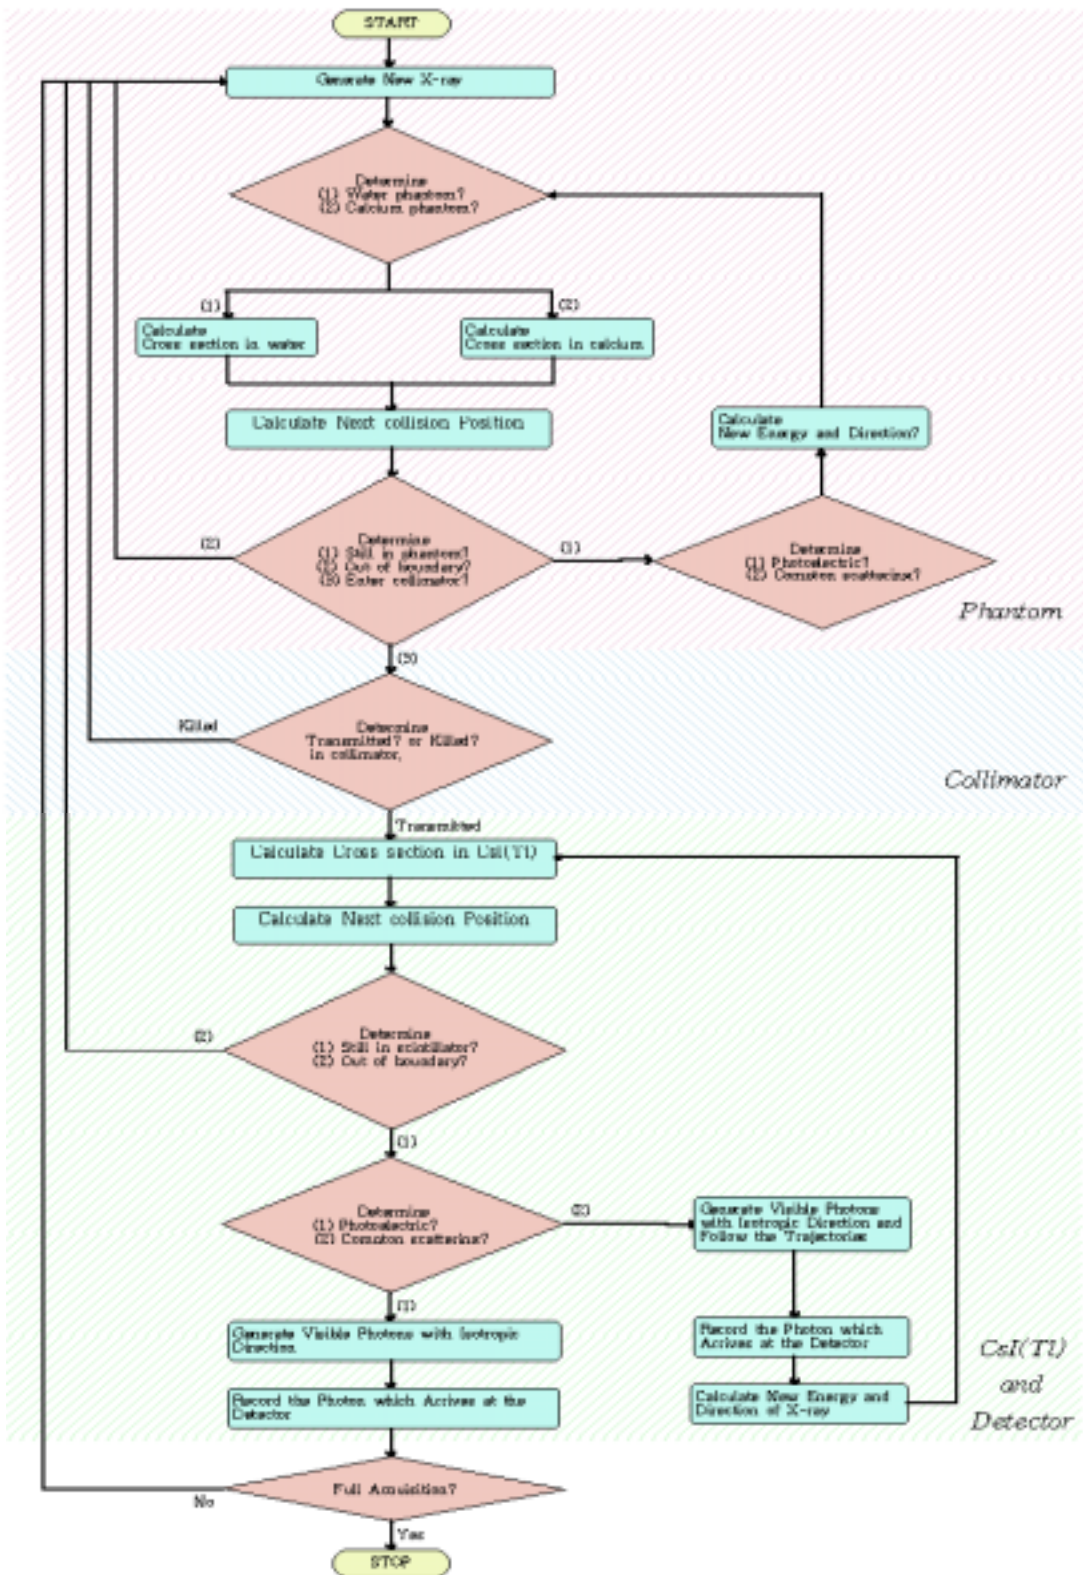 START
Generate New X-ray
Determine
(1) Water phantom?
(2) Calcium phantom?
(1)
(2)
Calculate
Cross section in water
Calculate
Cross section in calcium
Calculate Next collision Position
Calculate
New Energy and Direction?
Determine
(1) Still in phantom?
(2) Out of boundary?
(3) Enter collimator?
(2)
(1)
Determine
(1) Photoelectric?
(2) Compton scattering?
Phantom
(3)
Determine
Transmitted? or Killed?
in collimator.
Killed
Collimator
Transmitted
Calculate Cross section in CsI(Tl)
Calculate Next collision Position
Determine
(1) Still in scintillator?
(2) Out of boundary?
(2)
(1)
Determine
(1) Photoelectric?
(2) Compton scattering?
(2)
Generate Visible Photons
with Isotropic Direction and
Follow the Trajectories
(1)
Generate Visible Photons with Isotropic
Direction
Record the Photon which
Arrives at the Detector
CsI(Tl)
and
Detector
Record the Photon which Arrives at the
Detector
Calculate New Energy and
Direction of X-ray
Full Acquisition?
No
Yes
STOP